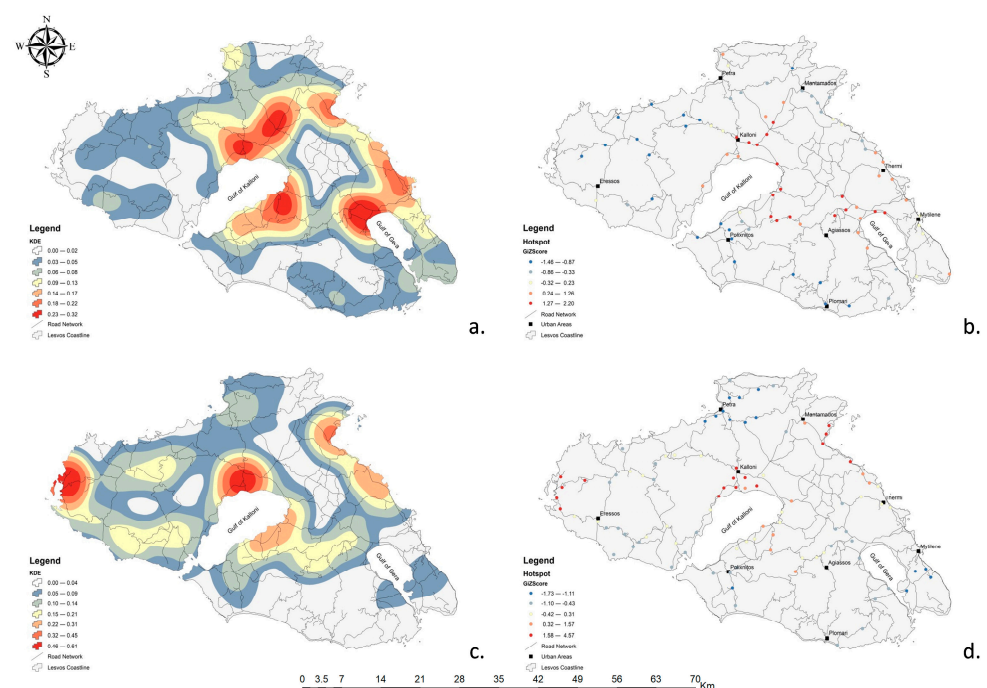 N
W
E
S
Gulf of Kalloni
Gulf of Gera
Legend
KDE
0.00 — 0.02
0.03 — 0.05
0.06 — 0.08
0.09 — 0.13
0.14 — 0.17
0.18 — 0.22
0.23 — 0.32
Road Network
Lesvos Coastline
a.
Petra
Mantamados
Kalloni
Thermi
Eressos
Gulf of Kalloni
Mytilene
Polixnitos
Agiassos
Gulf of Gera
Plomari
Legend
Hotspot
GiZScore
-1.46 — -0.87
-0.86 — -0.33
-0.32 — 0.23
0.24 — 1.26
1.27 — 2.20
Road Network
Urban Areas
Lesvos Coastline
b.
Gulf of Kalloni
Gulf of Gera
Legend
KDE
0.00 — 0.04
0.05 — 0.09
0.10 — 0.14
0.15 — 0.21
0.22 — 0.31
0.32 — 0.45
0.46 — 0.61
Road Network
Lesvos Coastline
c.
Petra
Mantamados
Kalloni
Thermi
Eressos
Gulf of Kalloni
Mytilene
Polixnitos
Agiassos
Gulf of Gera
Plomari
Legend
Hotspot
GiZScore
-1.73 — -1.11
-1.10 — -0.43
-0.42 — 0.31
0.32 — 1.57
1.58 — 4.57
Road Network
Urban Areas
Lesvos Coastline
d.
0 3.5 7 14 21 28 35 42 49 56 63 70
Km